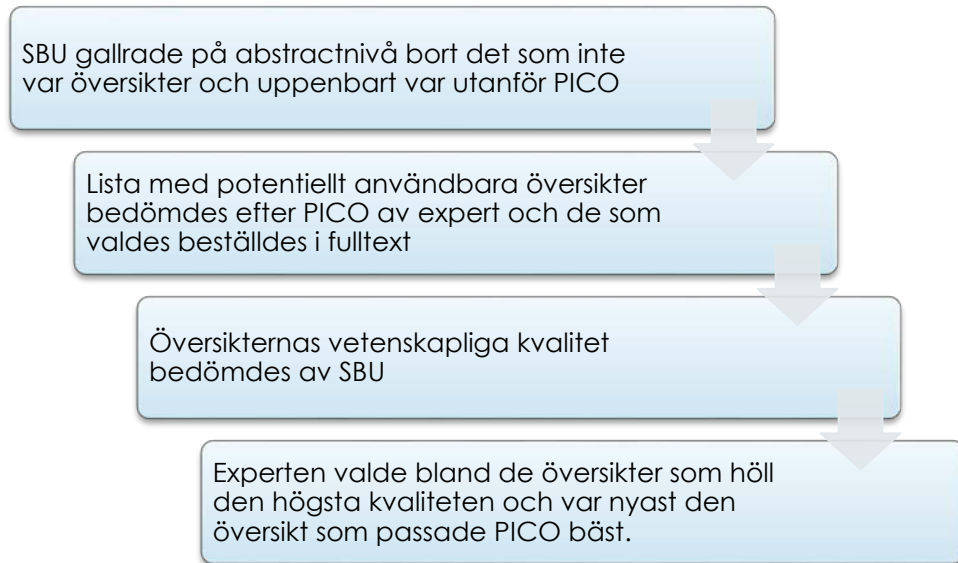 SBU gallrade på abstractnivå bort det som inte
var översikter och uppenbart var utanför PICO
Lista med potentiellt användbara översikter
bedömdes efter PICO av expert och de som
valdes beställdes i fulltext
Översikternas vetenskapliga kvalitet
bedömdes av SBU
Experten valde bland de översikter som höll
den högsta kvaliteten och var nyast den
översikt som passade PICO bäst.